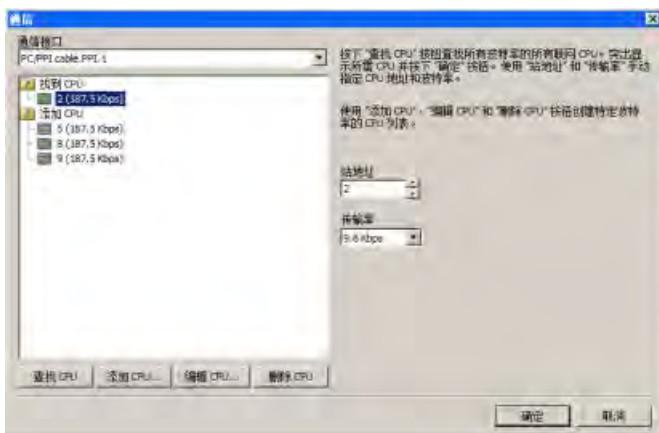 通信
通信接口
PC/PPI cable.PPI.1
找到 CPU
2 (187.5 Kbps)
添加 CPU
5 (187.5 Kbps)
8 (187.5 Kbps)
9 (187.5 Kbps)
查找 CPU
添加 CPU...
编辑 CPU...
删除 CPU
按下“查找 CPU”按钮查找所有波特率的所有联网 CPU。突出显
示所需 CPU 并按下“确定”按钮。使用“站地址”和“传输率”手动
指定 CPU 地址和波特率。
使用“添加 CPU”、“编辑 CPU”和“删除 CPU”按钮创建特定波特
率的 CPU 列表。
站地址
2
传输率
9.6 Kbps
确定
取消